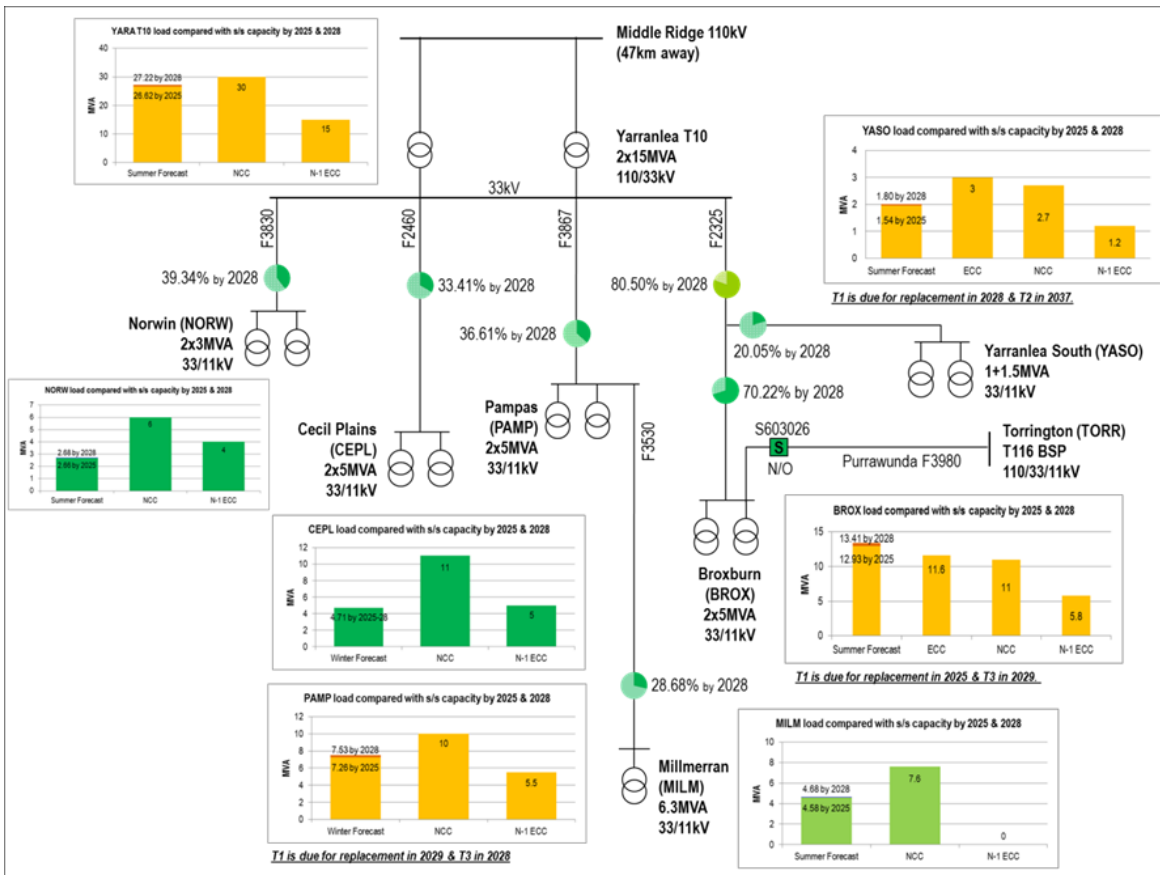 YARA T10 load compared with s/s capacity by 2025 & 2028
40
30
20
10
0
MVA
27.22 by 2028
26.62 by 2025
30
15
Summer Forecast
NCC
N-1 ECC
Middle Ridge 110kV
(47km away)
Yarranlea T10
2x15MVA
110/33kV
33kV
F3830
F2460
F3867
F2325
YASO load compared with s/s capacity by 2025 & 2028
4
3
2
1
0
MVA
1.80 by 2028
1.54 by 2025
3
2.7
1.2
Summer Forecast
ECC
NCC
N-1 ECC
T1 is due for replacement in 2028 & T2 in 2037.
39.34% by 2028
33.41% by 2028
36.61% by 2028
80.50% by 2028
20.05% by 2028
70.22% by 2028
Norwin (NORW)
2x3MVA
33/11kV
Yarranlea South (YASO)
1+1.5MVA
33/11kV
NORW load compared with s/s capacity by 2025 & 2028
7
6
5
4
3
2
1
0
MVA
2.68 by 2028
2.66 by 2025
6
4
Summer Forecast
NCC
N-1 ECC
Cecil Plains
(CEPL)
2x5MVA
33/11kV
Pampas
(PAMP)
2x5MVA
33/11kV
F3530
S603026
S
N/O
Purrawunda F3980
Torrington (TORR)
T116 BSP
110/33/11kV
CEPL load compared with s/s capacity by 2025 & 2028
12
10
8
6
4
2
0
MVA
4.71 by 2025-28
11
5
Winter Forecast
NCC
N-1 ECC
Broxburn
(BROX)
2x5MVA
33/11kV
BROX load compared with s/s capacity by 2025 & 2028
15
10
5
0
MVA
13.41 by 2028
12.93 by 2025
11.6
11
5.8
Summer Forecast
ECC
NCC
N-1 ECC
T1 is due for replacement in 2025 & T3 in 2029.
28.68% by 2028
PAMP load compared with s/s capacity by 2025 & 2028
12
10
8
6
4
2
0
MVA
7.53 by 2028
7.26 by 2025
10
5.5
Winter Forecast
NCC
N-1 ECC
T1 is due for replacement in 2029 & T3 in 2028
Millmerran
(MILM)
6.3MVA
33/11kV
MILM load compared with s/s capacity by 2025 & 2028
10
8
6
4
2
0
MVA
4.68 by 2028
4.58 by 2025
7.6
0
Summer Forecast
NCC
N-1 ECC